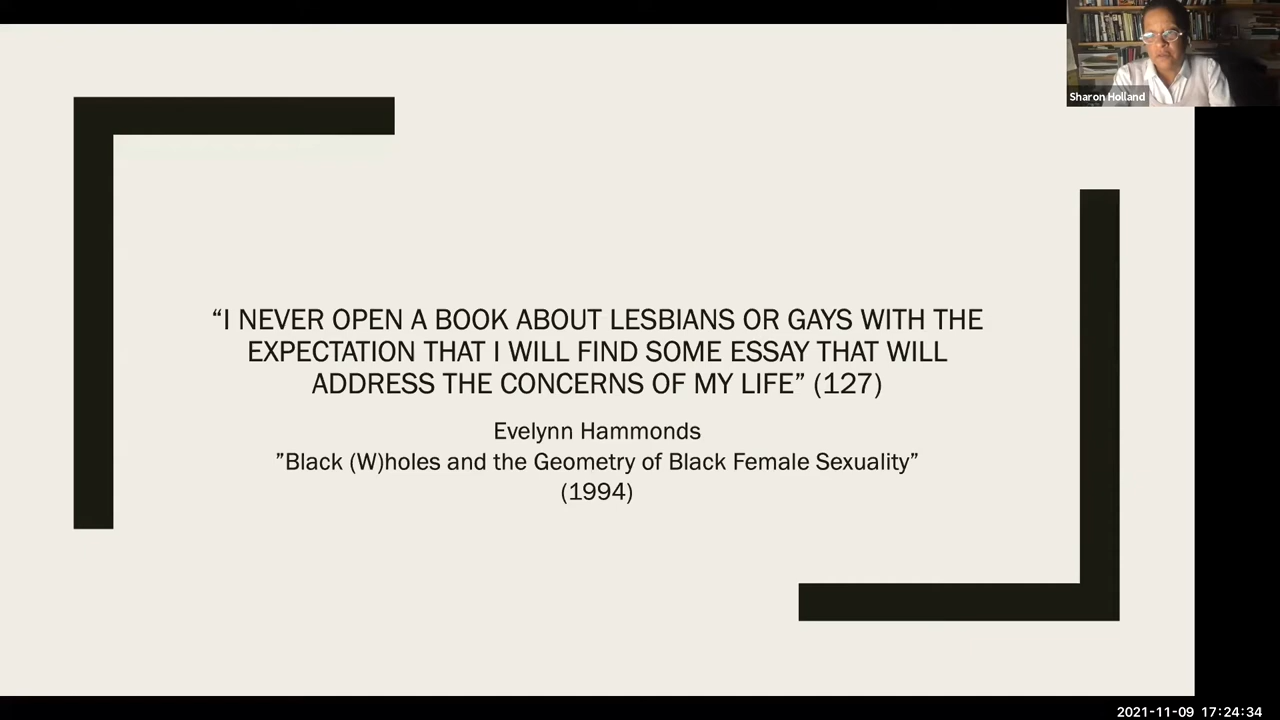 Sharon Holland
“I NEVER OPEN A BOOK ABOUT LESBIANS OR GAYS WITH THE
EXPECTATION THAT I WILL FIND SOME ESSAY THAT WILL
ADDRESS THE CONCERNS OF MY LIFE” (127)
Evelynn Hammonds
”Black (W)holes and the Geometry of Black Female Sexuality”
(1994)
2021-11-09 17:24:34